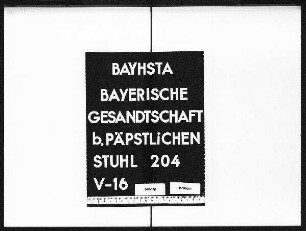 BAYHSTA
BAYERISCHE
GESANDTSCHAFT
b. PÄPSTLICHEN
STUHL 204
V-16